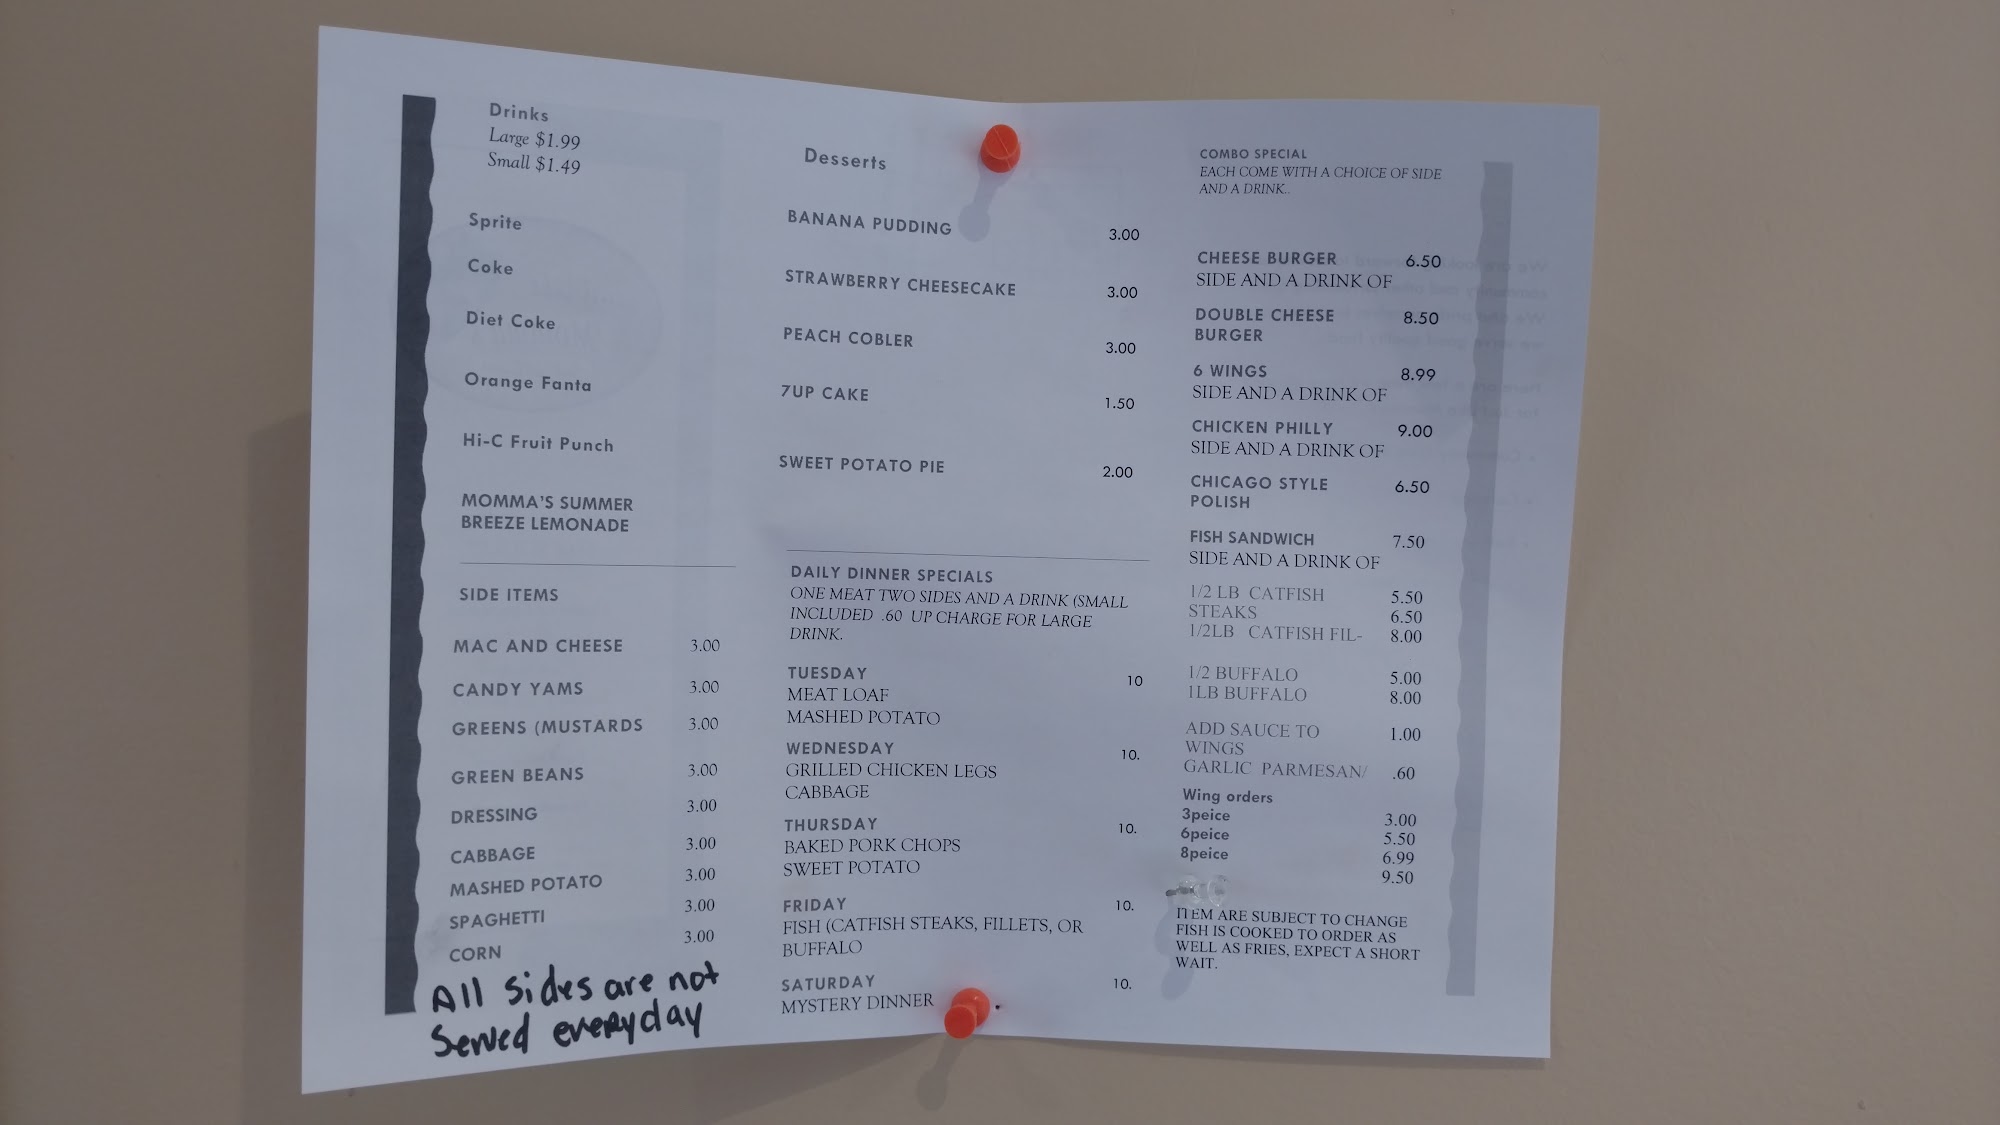 Drinks
Large $1.99
Small $1.49
Sprite
Coke
Diet Coke
Orange Fanta
Hi-C Fruit Punch
MOMMA'S SUMMER
BREEZE LEMONADE
SIDE ITEMS
MAC AND CHEESE 3.00
CANDY YAMS 3.00
GREENS (MUSTARDS 3.00
GREEN BEANS 3.00
DRESSING 3.00
CABBAGE 3.00
MASHED POTATO 3.00
SPAGHETTI 3.00
CORN 3.00
All sides are not
Served everyday
Desserts
BANANA PUDDING 3.00
STRAWBERRY CHEESECAKE 3.00
PEACH COBLER 3.00
7UP CAKE 1.50
SWEET POTATO PIE 2.00
DAILY DINNER SPECIALS
ONE MEAT TWO SIDES AND A DRINK (SMALL
INCLUDED .60 UP CHARGE FOR LARGE
DRINK.
TUESDAY 10
MEAT LOAF
MASHED POTATO
WEDNESDAY 10.
GRILLED CHICKEN LEGS
CABBAGE
THURSDAY 10.
BAKED PORK CHOPS
SWEET POTATO
FRIDAY 10.
FISH (CATFISH STEAKS, FILLETS, OR
BUFFALO
SATURDAY 10.
MYSTERY DINNER .
COMBO SPECIAL
EACH COME WITH A CHOICE OF SIDE
AND A DRINK..
CHEESE BURGER 6.50
SIDE AND A DRINK OF
DOUBLE CHEESE 8.50
BURGER
6 WINGS 8.99
SIDE AND A DRINK OF
CHICKEN PHILLY 9.00
SIDE AND A DRINK OF
CHICAGO STYLE 6.50
POLISH
FISH SANDWICH 7.50
SIDE AND A DRINK OF
1/2 LB CATFISH 5.50
STEAKS 6.50
1/2LB CATFISH FIL- 8.00
1/2 BUFFALO 5.00
1LB BUFFALO 8.00
ADD SAUCE TO 1.00
WINGS
GARLIC PARMESAN/ .60
Wing orders
3peice 3.00
6peice 5.50
8peice 6.99
9.50
ITEM ARE SUBJECT TO CHANGE
FISH IS COOKED TO ORDER AS
WELL AS FRIES, EXPECT A SHORT
WAIT.